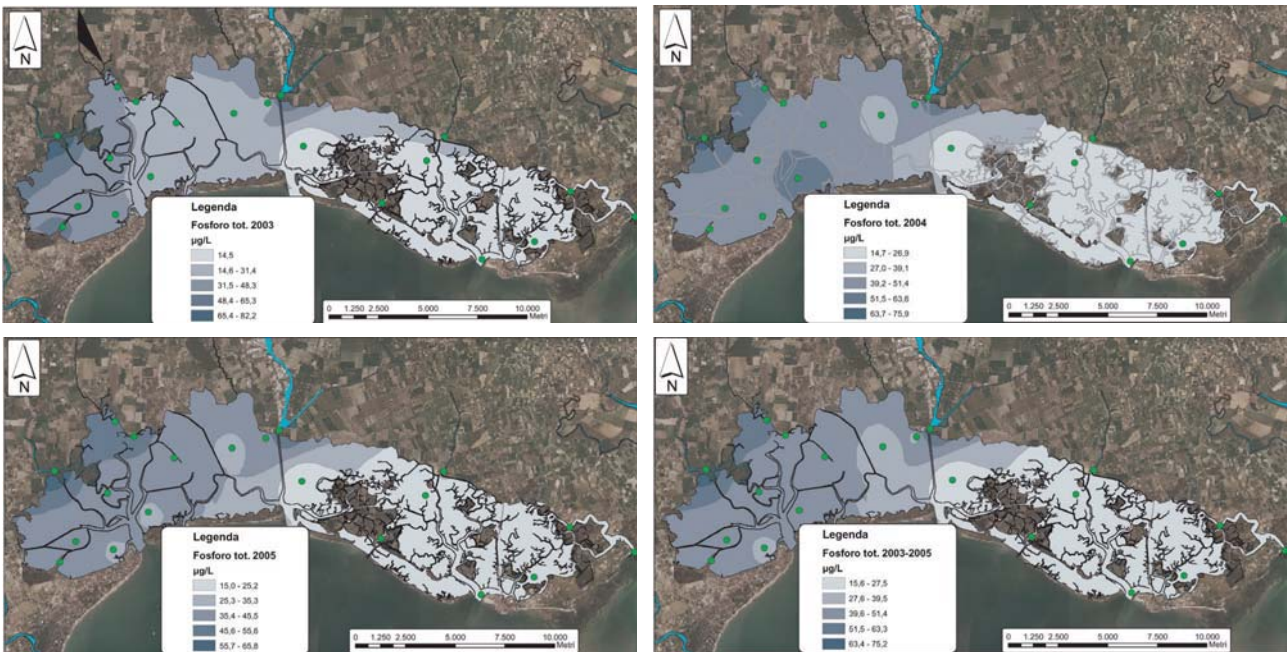 N
Legenda
Fosforo tot. 2003
µg/L
14,5
14,6 - 31,4
31,5 - 48,3
48,4 - 65,3
65,4 - 82,2
0 1.250 2.500 5.000 7.500 10.000
Metri
N
Legenda
Fosforo tot. 2004
µg/L
14,7 - 26,9
27,0 - 39,1
39,2 - 51,4
51,5 - 63,6
63,7 - 75,9
0 1.250 2.500 5.000 7.500 10.000
Metri
N
Legenda
Fosforo tot. 2005
µg/L
15,0 - 25,2
25,3 - 35,3
35,4 - 45,5
45,6 - 55,6
55,7 - 65,8
0 1.250 2.500 5.000 7.500 10.000
Metri
N
Legenda
Fosforo tot. 2003-2005
µg/L
15,6 - 27,5
27,6 - 39,5
39,6 - 51,4
51,5 - 63,3
63,4 - 75,2
0 1.250 2.500 5.000 7.500 10.000
Metri